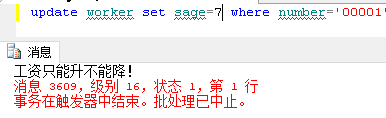 update worker set sage=7 where number='00001'
消息
工资只能升不能降!
消息 3609，级别 16，状态 1，第 1 行
事务在触发器中结束。批处理已中止。